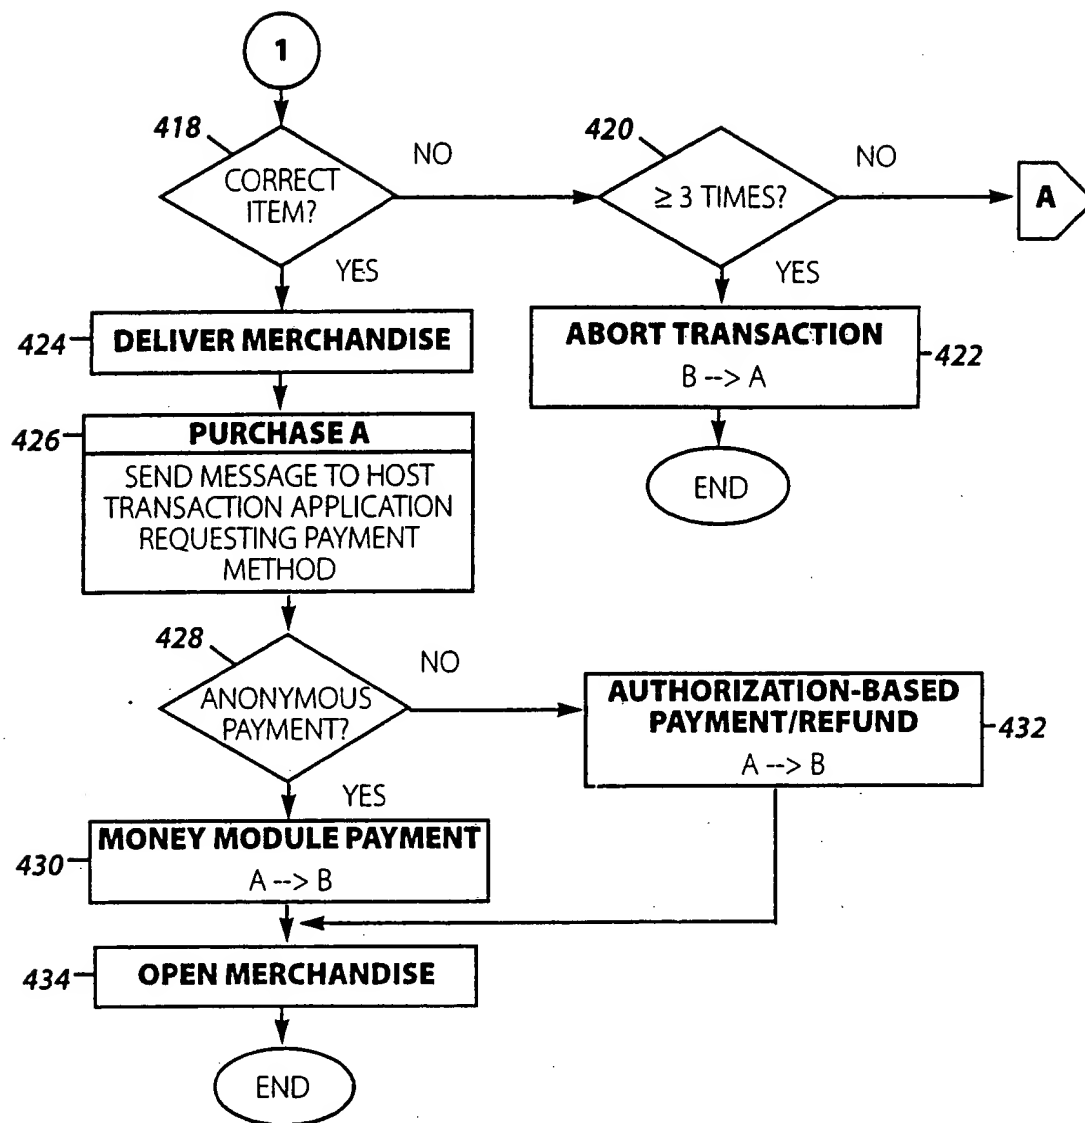 1
418
CORRECT
ITEM?
NO
YES
420
≥ 3 TIMES?
NO
A
YES
424
DELIVER MERCHANDISE
ABORT TRANSACTION
B --> A
422
END
426
PURCHASE A
SEND MESSAGE TO HOST
TRANSACTION APPLICATION
REQUESTING PAYMENT
METHOD
428
ANONYMOUS
PAYMENT?
NO
YES
AUTHORIZATION-BASED
PAYMENT/REFUND
A --> B
432
430
MONEY MODULE PAYMENT
A --> B
434
OPEN MERCHANDISE
END